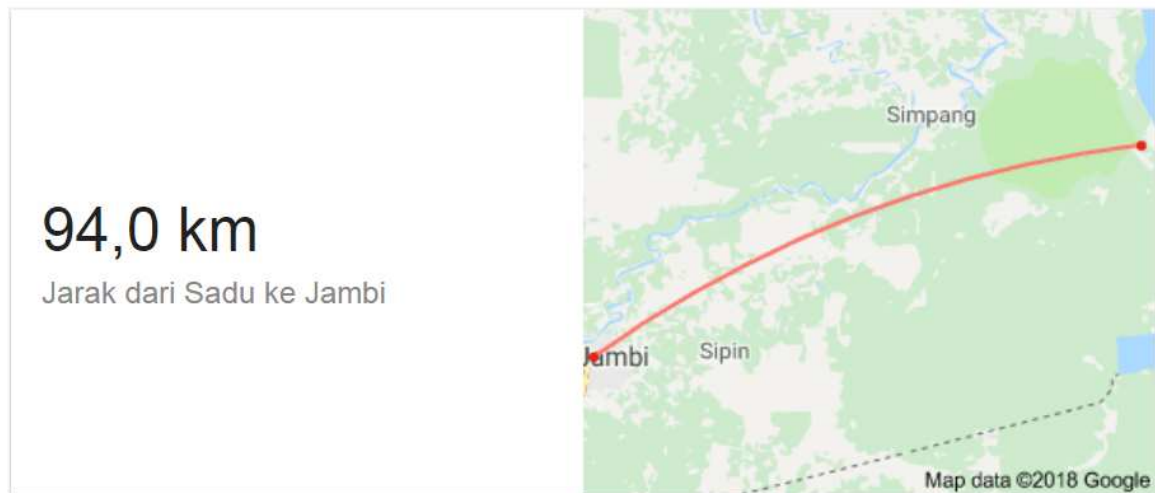 94,0 km
Jarak dari Sadu ke Jambi
Simpang
Jambi
Sipin
Map data ©2018 Google